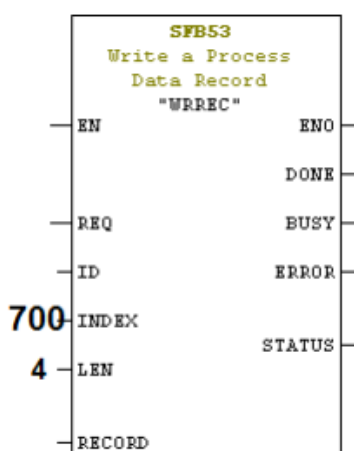 SFB53
Write a Process
Data Record
"WRREC"
EN ENO
DONE
REQ BUSY
ID ERROR
700 INDEX
STATUS
4 LEN
RECORD